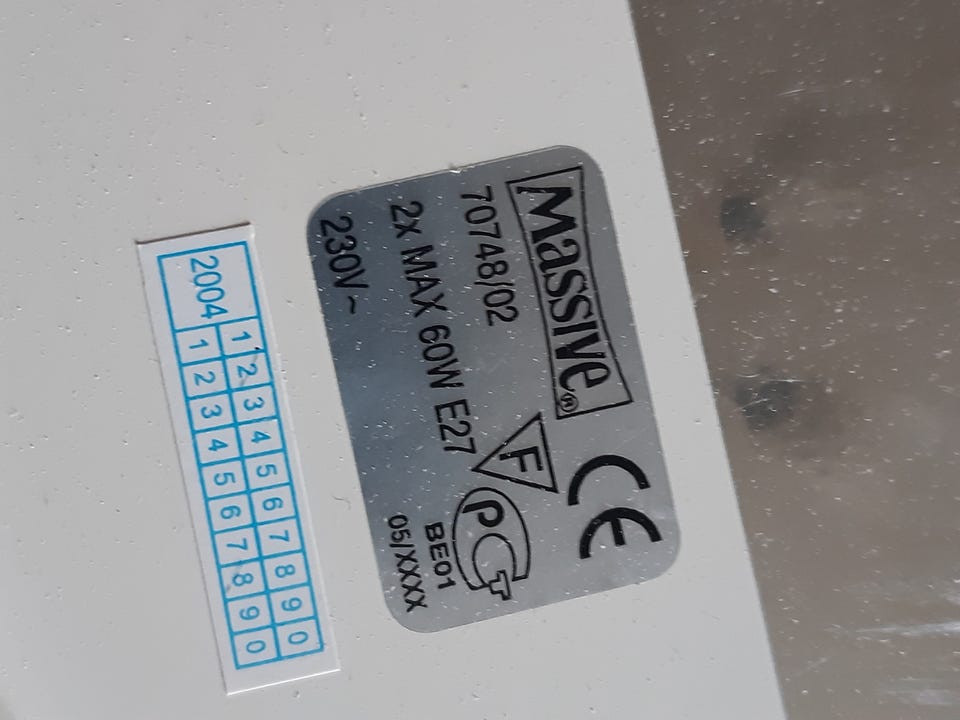 Massive®
70748/02
2x MAX 60W E27
230V~
F
CE
PCT
BE01
05/XXXX
2004
1 2 3 4 5 6 7 8 9 0
1 2 3 4 5 6 7 8 9 0